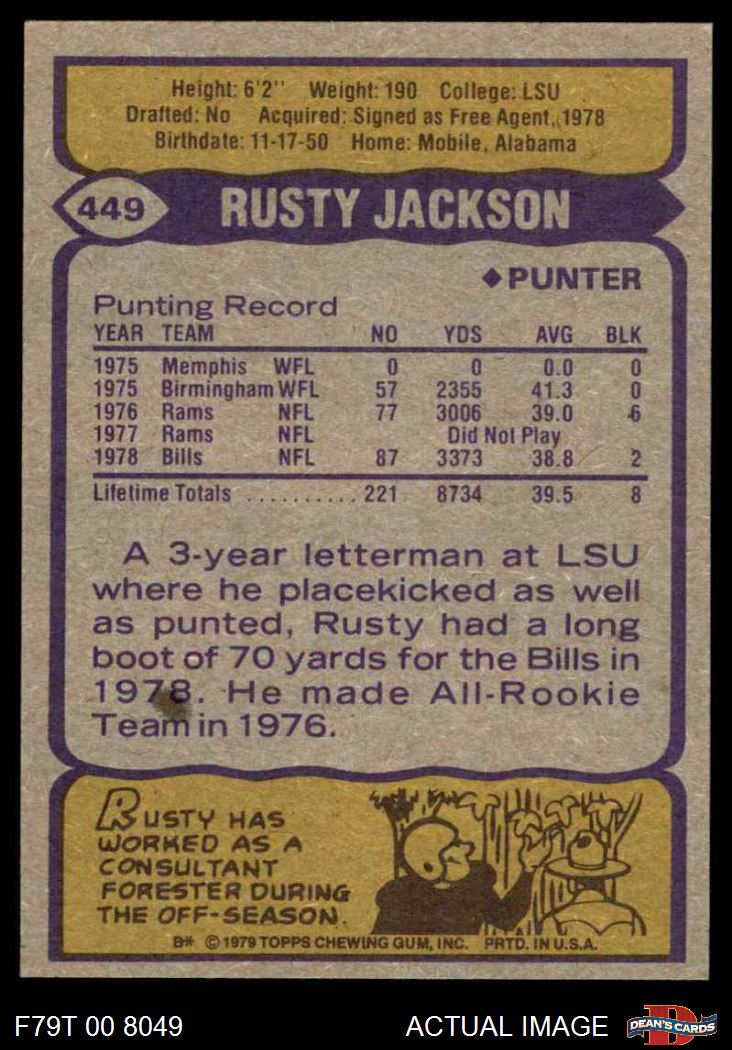 Height: 6'2" Weight: 190 College: LSU
Drafted: No Acquired: Signed as Free Agent, 1978
Birthdate: 11-17-50 Home: Mobile, Alabama
449 RUSTY JACKSON
◆PUNTER
Punting Record
YEAR TEAM NO YDS AVG BLK
1975 Memphis WFL 0 0 0.0 0
1975 Birmingham WFL 57 2355 41.3 0
1976 Rams NFL 77 3006 39.0 6
1977 Rams NFL Did Not Play
1978 Bills NFL 87 3373 38.8 2
Lifetime Totals .......... 221 8734 39.5 8
A 3-year letterman at LSU
where he placekicked as well
as punted, Rusty had a long
boot of 70 yards for the Bills in
1978. He made All-Rookie
Team in 1976.
RUSTY HAS
WORKED AS A
CONSULTANT
FORESTER DURING
THE OFF-SEASON.
B* © 1979 TOPPS CHEWING GUM, INC. PRTD. IN U.S.A.
F79T 00 8049 ACTUAL IMAGE D DEAN'S CARDS